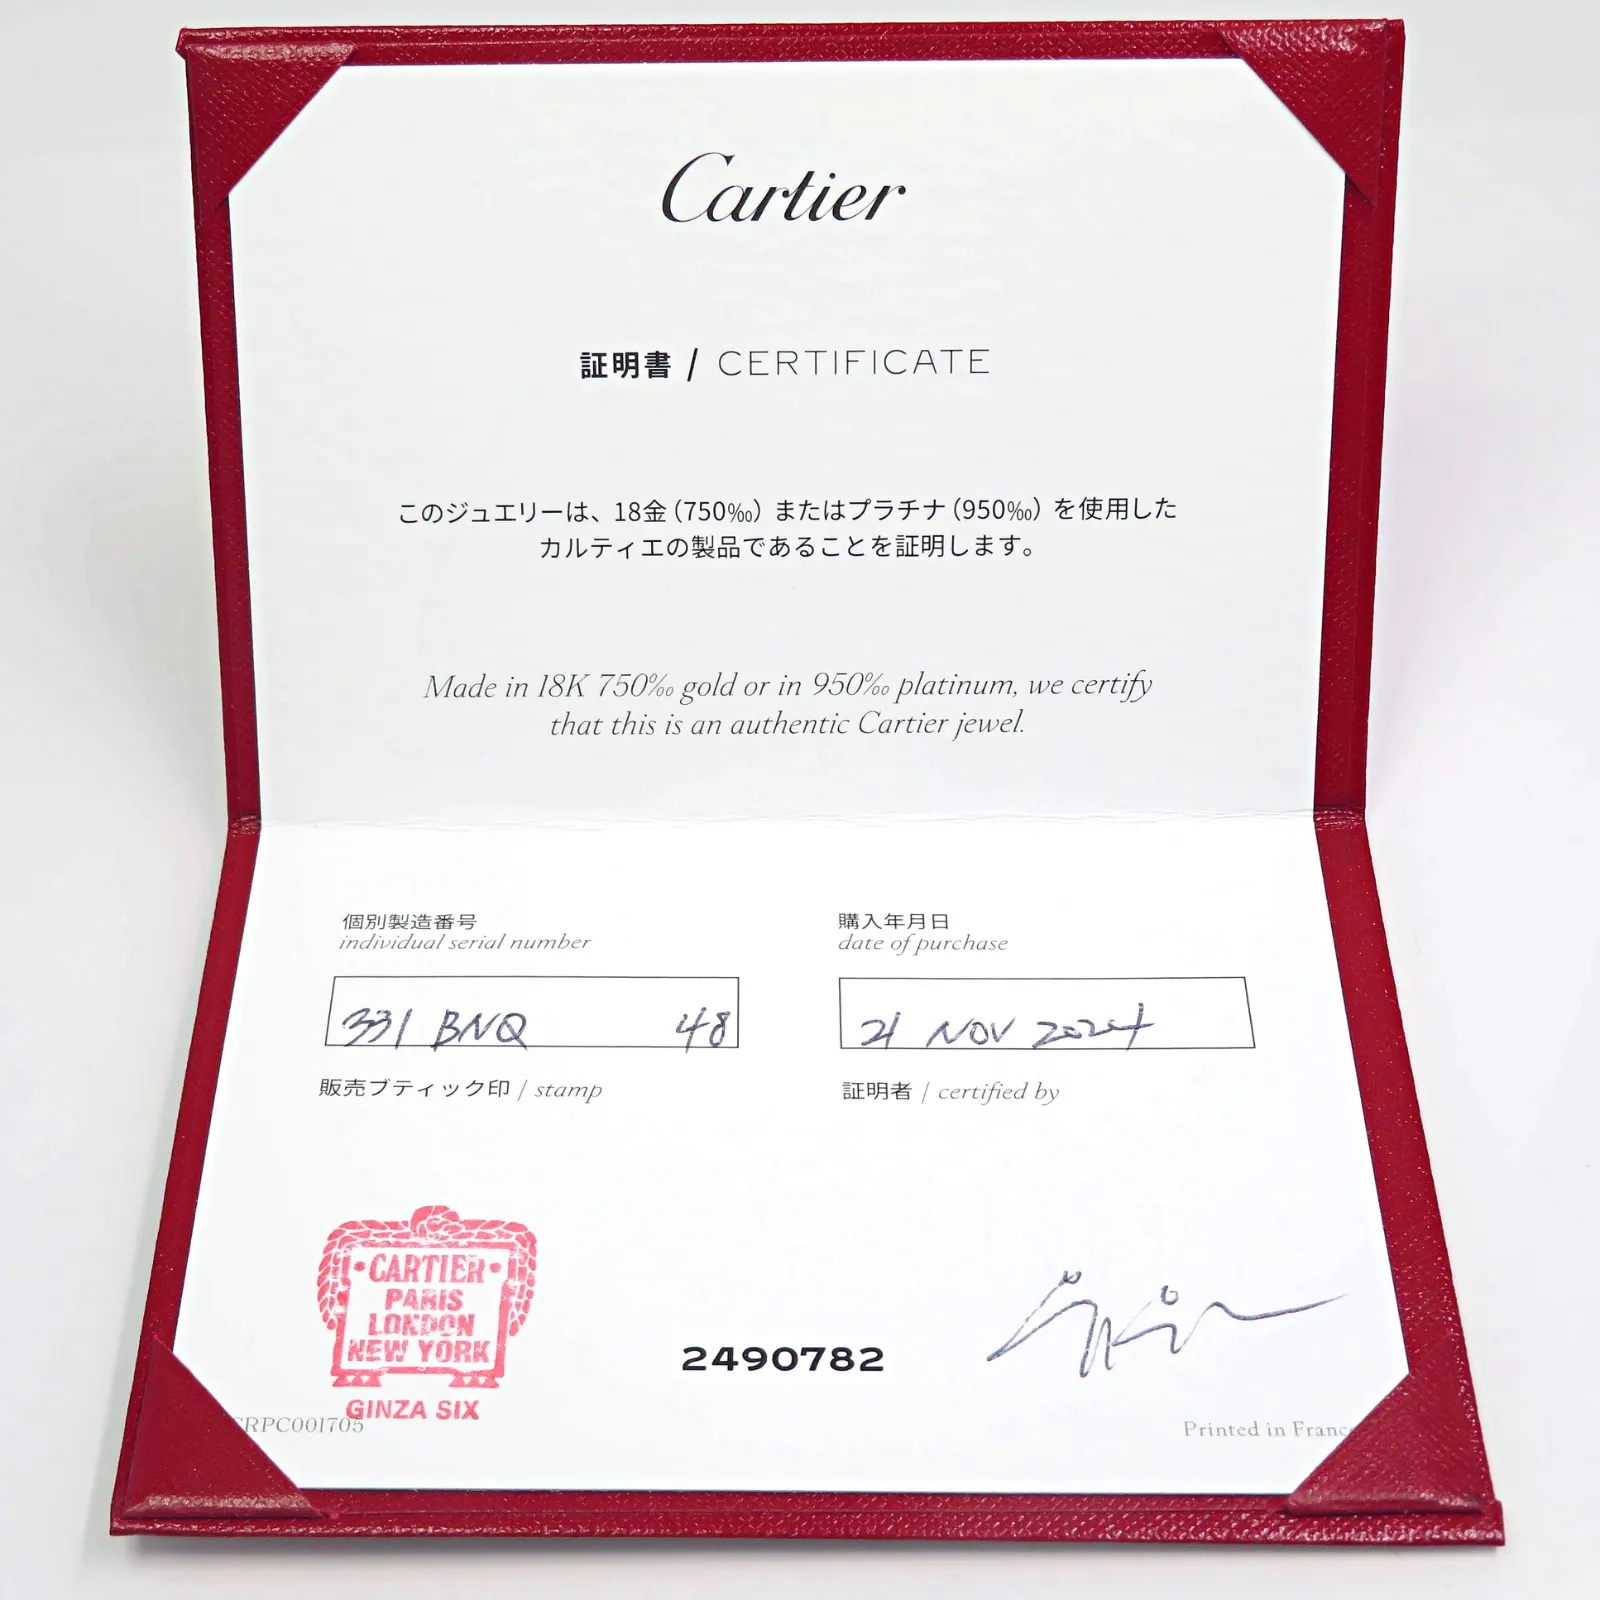 Cartier
証明書 / CERTIFICATE
このジュエリーは、18金(750‰)またはプラチナ(950‰)を使用した
カルティエの製品であることを証明します。
Made in 18K 750‰ gold or in 950‰ platinum, we certify
that this is an authentic Cartier jewel.
個別製造番号
individual serial number
331 BNQ 48
購入年月日
date of purchase
21 NOV 2024
販売ブティック印 / stamp
証明者 / certified by
CARTIER
PARIS
LONDON
NEW YORK
GINZA SIX
2490782
CRPC001705
Printed in France